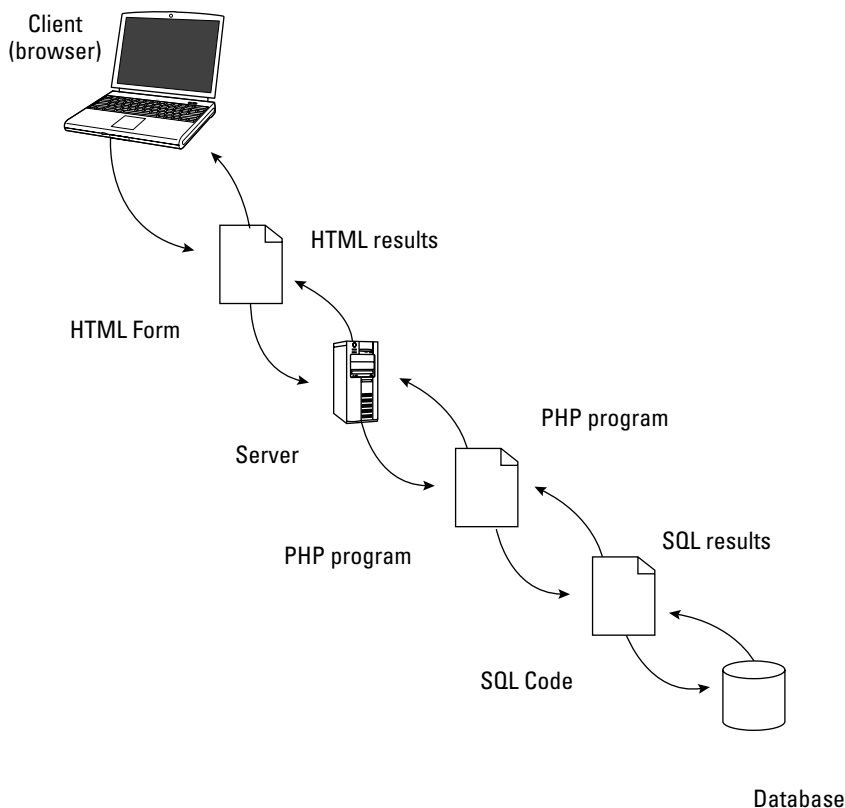 Client
(browser)
HTML results
HTML Form
PHP program
Server
SQL results
PHP program
SQL Code
Database